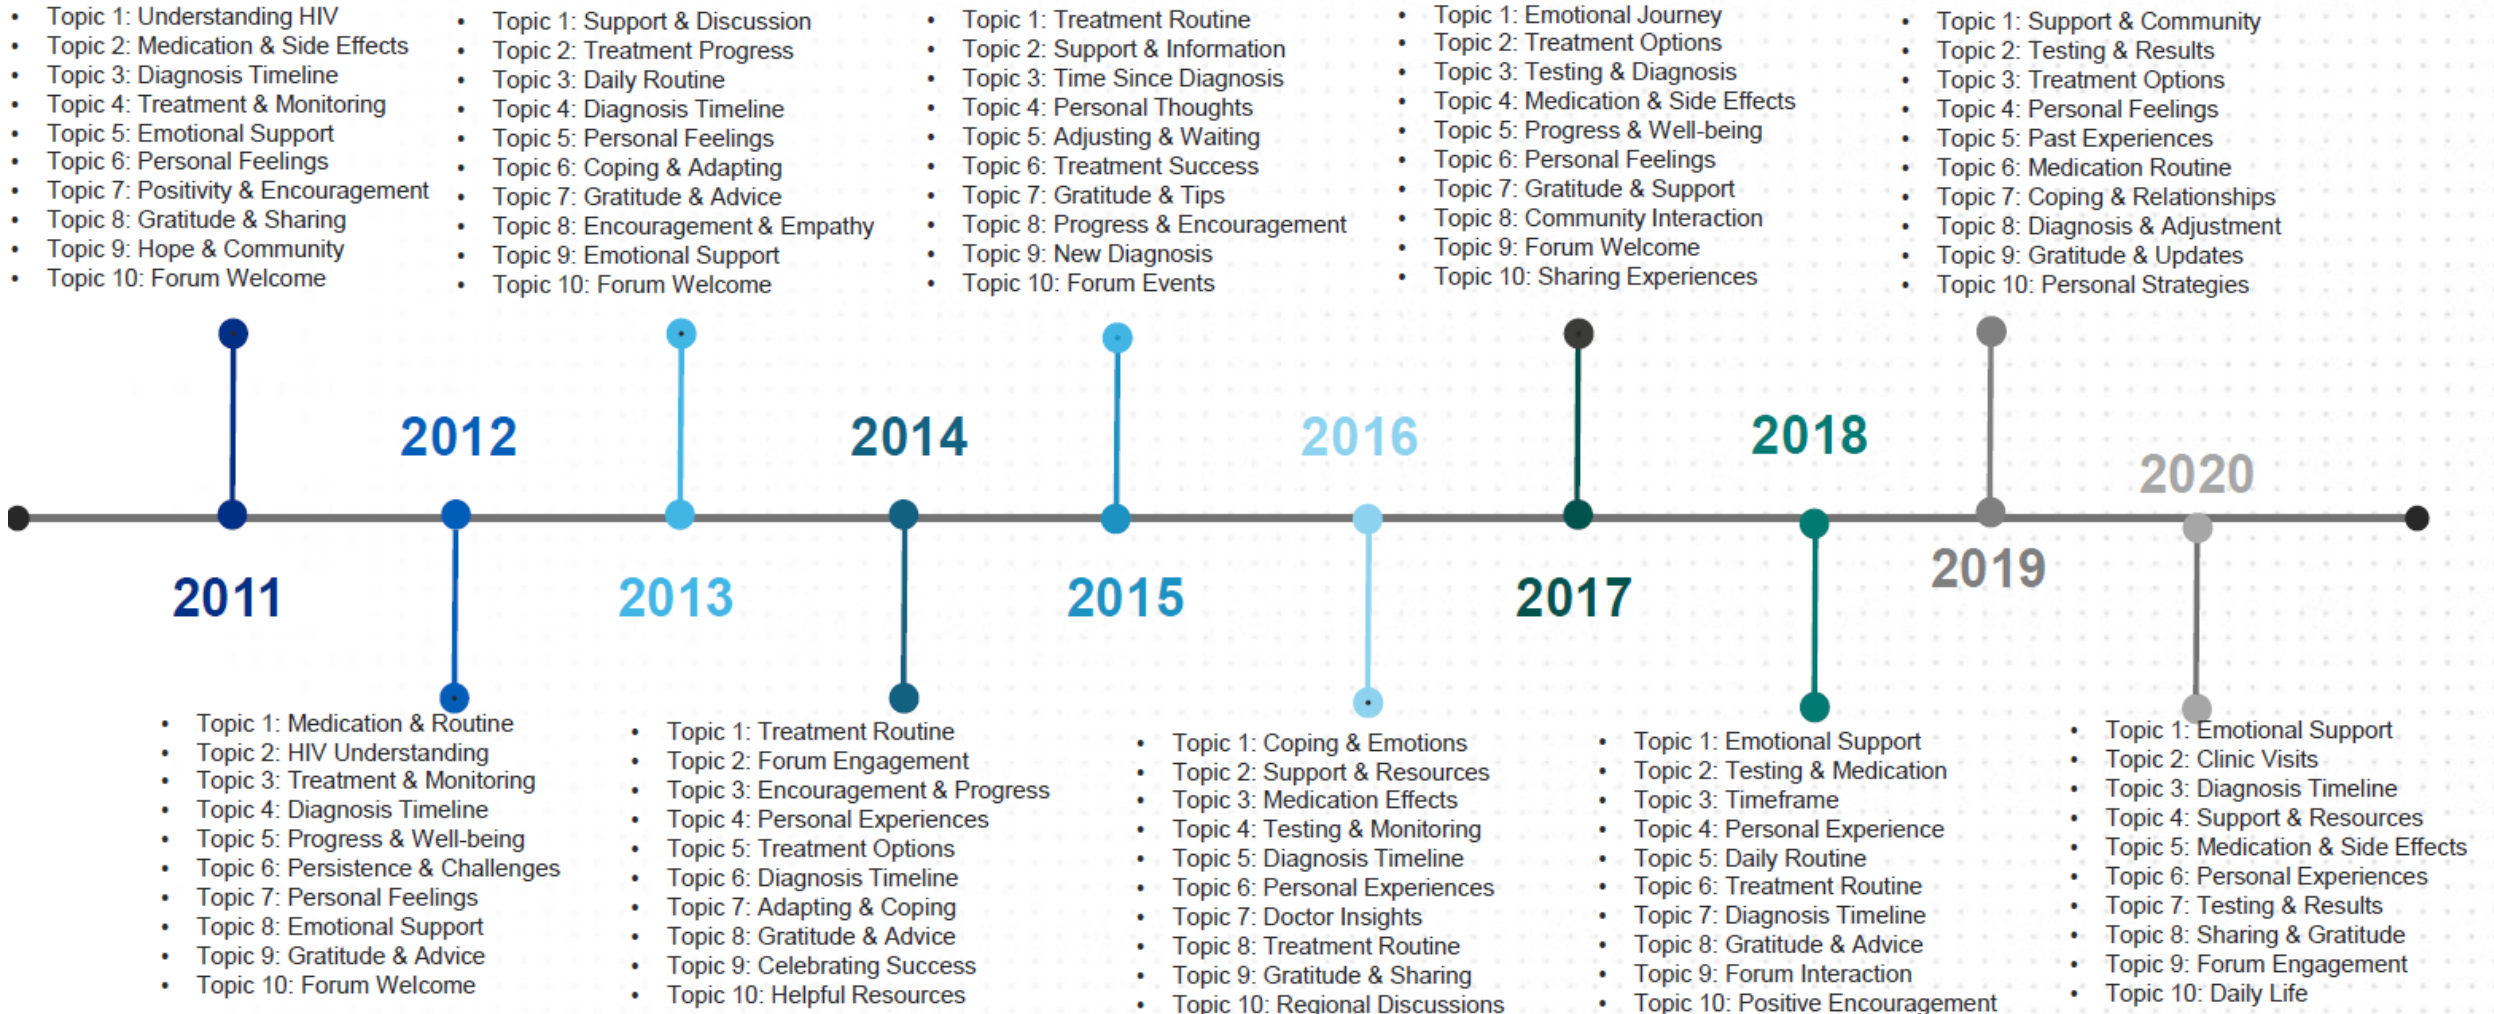 • Topic 1: Understanding HIV
• Topic 2: Medication & Side Effects
• Topic 3: Diagnosis Timeline
• Topic 4: Treatment & Monitoring
• Topic 5: Emotional Support
• Topic 6: Personal Feelings
• Topic 7: Positivity & Encouragement
• Topic 8: Gratitude & Sharing
• Topic 9: Hope & Community
• Topic 10: Forum Welcome
• Topic 1: Support & Discussion
• Topic 2: Treatment Progress
• Topic 3: Daily Routine
• Topic 4: Diagnosis Timeline
• Topic 5: Personal Feelings
• Topic 6: Coping & Adapting
• Topic 7: Gratitude & Advice
• Topic 8: Encouragement & Empathy
• Topic 9: Emotional Support
• Topic 10: Forum Welcome
• Topic 1: Treatment Routine
• Topic 2: Support & Information
• Topic 3: Time Since Diagnosis
• Topic 4: Personal Thoughts
• Topic 5: Adjusting & Waiting
• Topic 6: Treatment Success
• Topic 7: Gratitude & Tips
• Topic 8: Progress & Encouragement
• Topic 9: New Diagnosis
• Topic 10: Forum Events
• Topic 1: Emotional Journey
• Topic 2: Treatment Options
• Topic 3: Testing & Diagnosis
• Topic 4: Medication & Side Effects
• Topic 5: Progress & Well-being
• Topic 6: Personal Feelings
• Topic 7: Gratitude & Support
• Topic 8: Community Interaction
• Topic 9: Forum Welcome
• Topic 10: Sharing Experiences
• Topic 1: Support & Community
• Topic 2: Testing & Results
• Topic 3: Treatment Options
• Topic 4: Personal Feelings
• Topic 5: Past Experiences
• Topic 6: Medication Routine
• Topic 7: Coping & Relationships
• Topic 8: Diagnosis & Adjustment
• Topic 9: Gratitude & Updates
• Topic 10: Personal Strategies
2012
2014
2016
2018
2020
2011
2013
2015
2017
2019
• Topic 1: Medication & Routine
• Topic 2: HIV Understanding
• Topic 3: Treatment & Monitoring
• Topic 4: Diagnosis Timeline
• Topic 5: Progress & Well-being
• Topic 6: Persistence & Challenges
• Topic 7: Personal Feelings
• Topic 8: Emotional Support
• Topic 9: Gratitude & Advice
• Topic 10: Forum Welcome
• Topic 1: Treatment Routine
• Topic 2: Forum Engagement
• Topic 3: Encouragement & Progress
• Topic 4: Personal Experiences
• Topic 5: Treatment Options
• Topic 6: Diagnosis Timeline
• Topic 7: Adapting & Coping
• Topic 8: Gratitude & Advice
• Topic 9: Celebrating Success
• Topic 10: Helpful Resources
• Topic 1: Coping & Emotions
• Topic 2: Support & Resources
• Topic 3: Medication Effects
• Topic 4: Testing & Monitoring
• Topic 5: Diagnosis Timeline
• Topic 6: Personal Experiences
• Topic 7: Doctor Insights
• Topic 8: Treatment Routine
• Topic 9: Gratitude & Sharing
• Topic 10: Regional Discussions
• Topic 1: Emotional Support
• Topic 2: Testing & Medication
• Topic 3: Timeframe
• Topic 4: Personal Experience
• Topic 5: Daily Routine
• Topic 6: Treatment Routine
• Topic 7: Diagnosis Timeline
• Topic 8: Gratitude & Advice
• Topic 9: Forum Interaction
• Topic 10: Positive Encouragement
• Topic 1: Emotional Support
• Topic 2: Clinic Visits
• Topic 3: Diagnosis Timeline
• Topic 4: Support & Resources
• Topic 5: Medication & Side Effects
• Topic 6: Personal Experiences
• Topic 7: Testing & Results
• Topic 8: Sharing & Gratitude
• Topic 9: Forum Engagement
• Topic 10: Daily Life